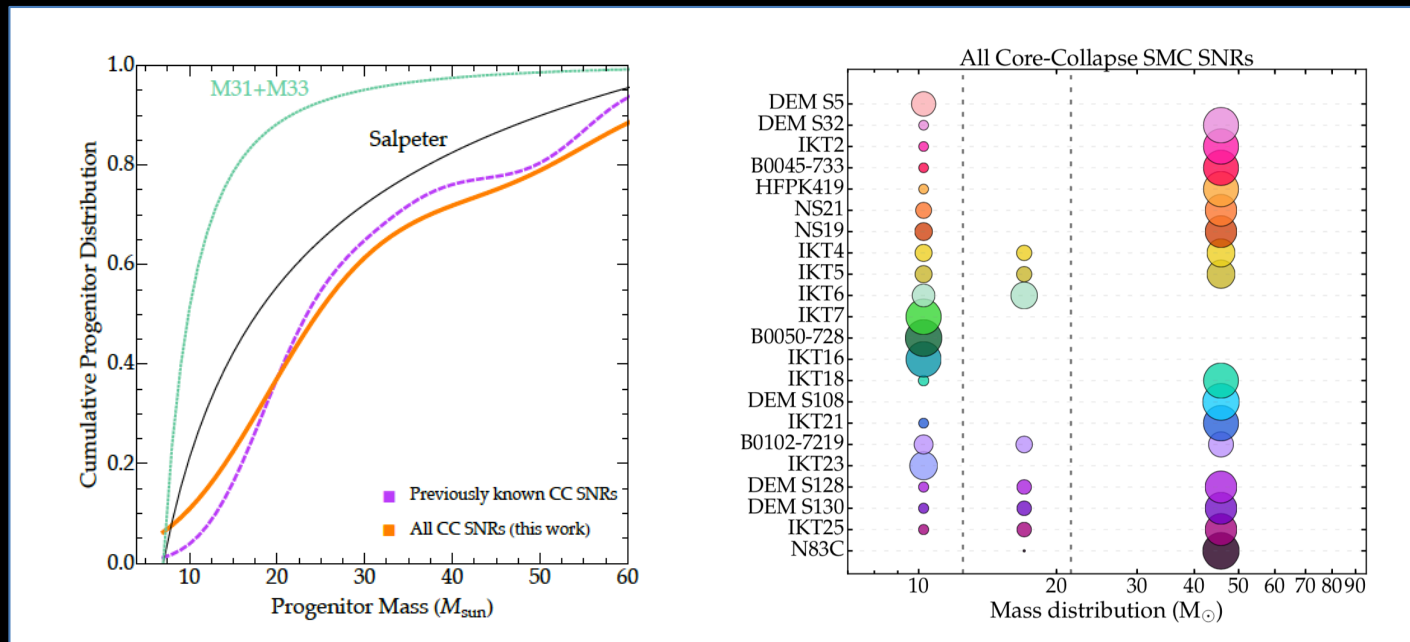 1.0
0.8
0.6
0.4
0.2
0.0
Cumulative Progenitor Distribution
M31+M33
Salpeter
Previously known CC SNRs
All CC SNRs (this work)
10 20 30 40 50 60
Progenitor Mass (Msun)
All Core-Collapse SMC SNRs
DEM S5
DEM S32
IKT2
B0045-733
HFPK419
NS21
NS19
IKT4
IKT5
IKT6
IKT7
B0050-728
IKT16
IKT18
DEM S108
IKT21
B0102-7219
IKT23
DEM S128
DEM S130
IKT25
N83C
10 20 30 40 50 60 70 80 90
Mass distribution (M☉)